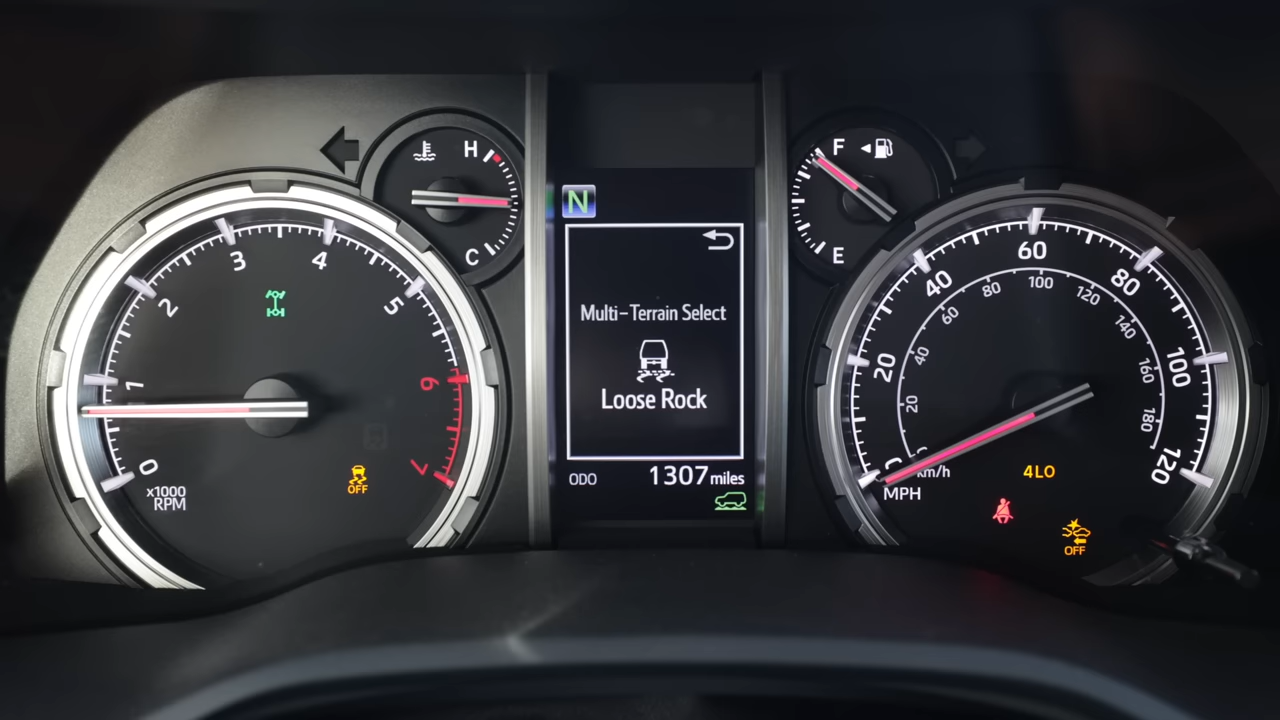 H
C
N
F
E
Multi-Terrain Select
Loose Rock
ODO 1307 miles
0
1
2
3
4
5
6
7
x1000
RPM
OFF
20
40
60
80
100
120
20
40
60
80
100
120
140
160
180
km/h
MPH
4LO
OFF